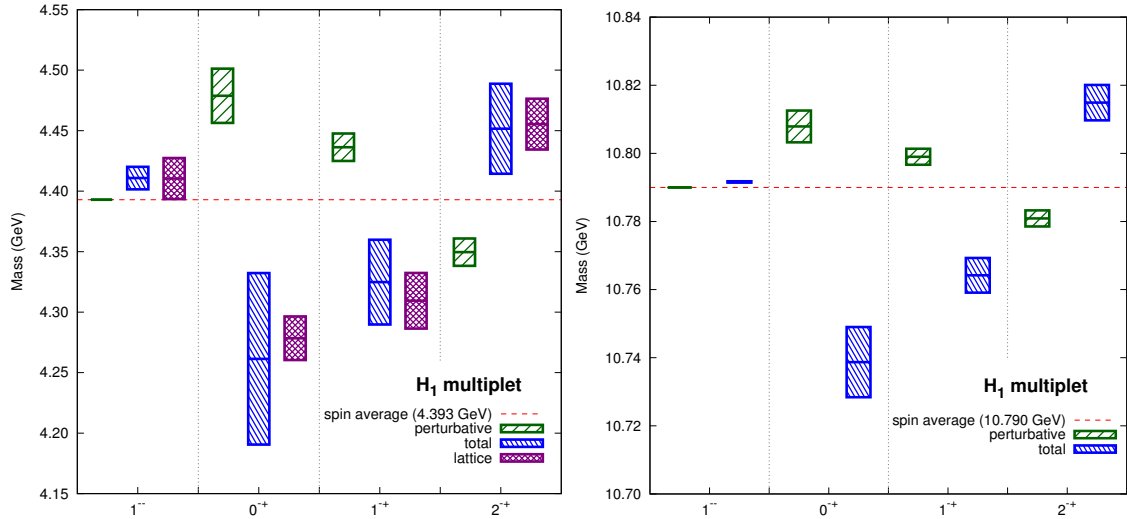 4.55
4.50
4.45
4.40
4.35
4.30
4.25
4.20
4.15
Mass (GeV)
H1 multiplet
spin average (4.393 GeV)
perturbative
total
lattice
1--
0-+
1-+
2-+
10.84
10.82
10.80
10.78
10.76
10.74
10.72
10.70
Mass (GeV)
H1 multiplet
spin average (10.790 GeV)
perturbative
total
1--
0-+
1-+
2-+